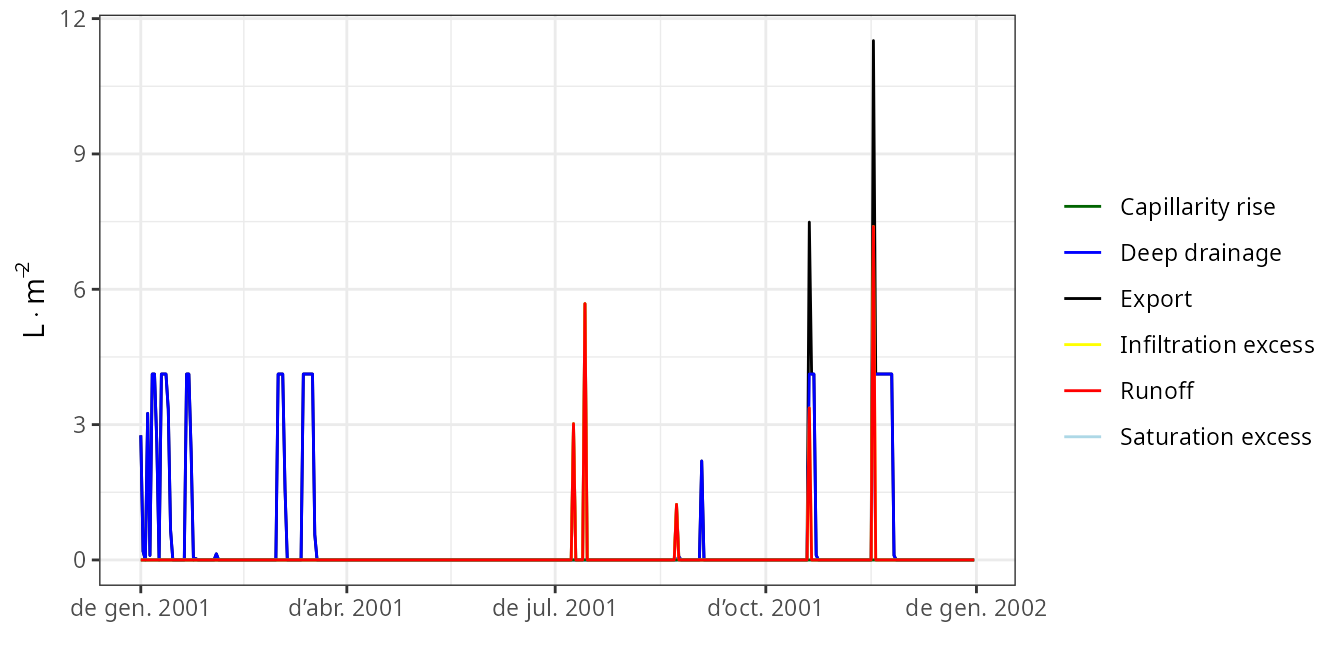 12
9
6
3
0
L · m⁻²
de gen. 2001
d’abr. 2001
de jul. 2001
d’oct. 2001
de gen. 2002
Capillarity rise
Deep drainage
Export
Infiltration excess
Runoff
Saturation excess